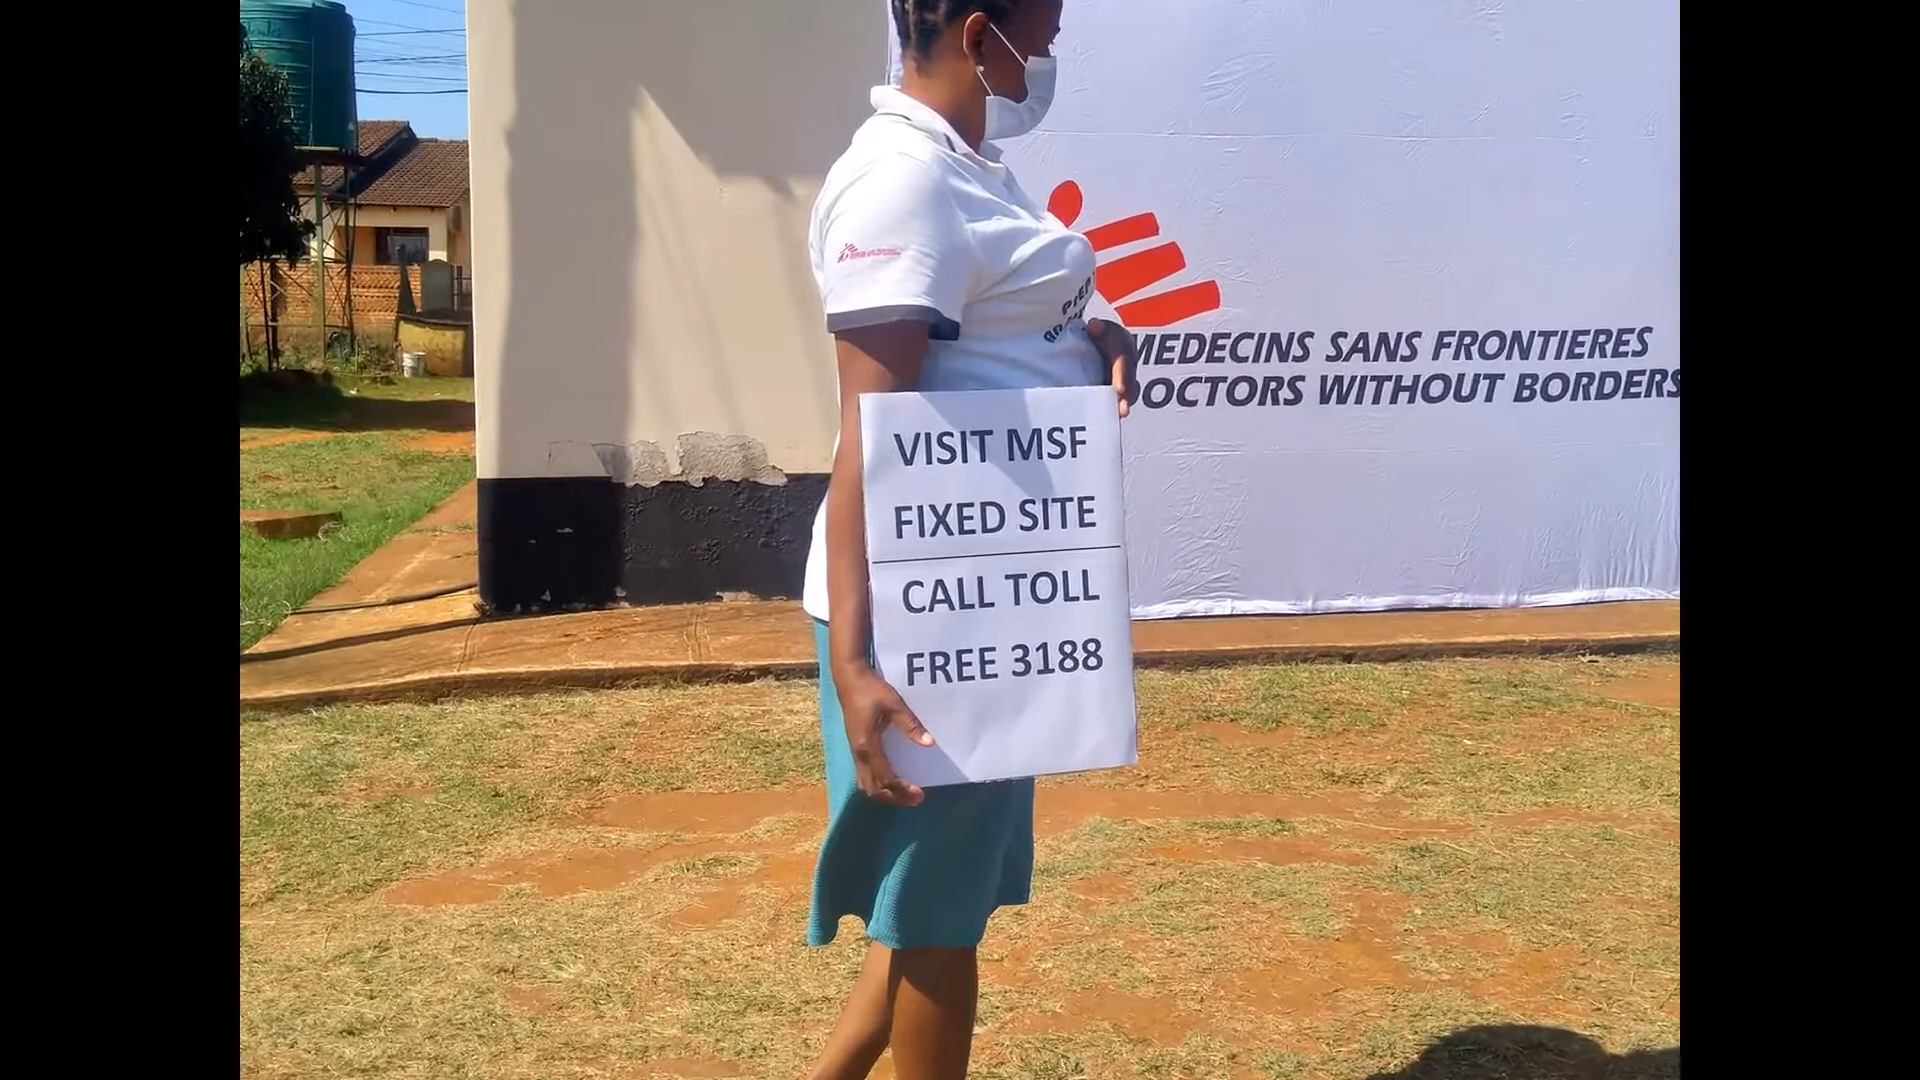 MEDECINS SANS FRONTIERES
DOCTORS WITHOUT BORDERS
VISIT MSF
FIXED SITE
CALL TOLL
FREE 3188